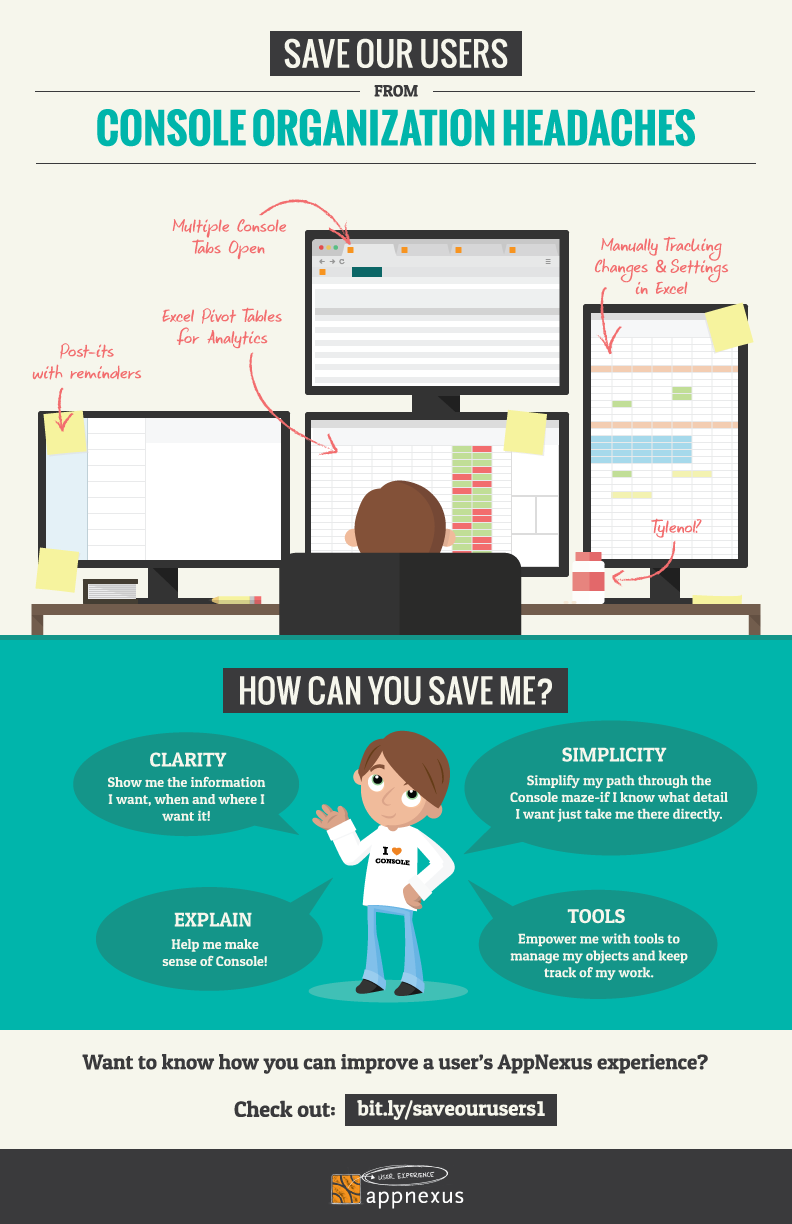 SAVE OUR USERS
FROM
CONSOLE ORGANIZATION HEADACHES
Multiple Console
Tabs Open
Manually Tracking
Changes & Settings
in Excel
Excel Pivot Tables
for Analytics
Post-its
with reminders
Tylenol?
HOW CAN YOU SAVE ME?
CLARITY
Show me the information
I want, when and where I
want it!
SIMPLICITY
Simplify my path through the
Console maze-if I know what detail
I want just take me there directly.
I
CONSOLE
EXPLAIN
Help me make
sense of Console!
TOOLS
Empower me with tools to
manage my objects and keep
track of my work.
Want to know how you can improve a user's AppNexus experience?
Check out: bit.ly/saveourusers1
USER EXPERIENCE
appnexus